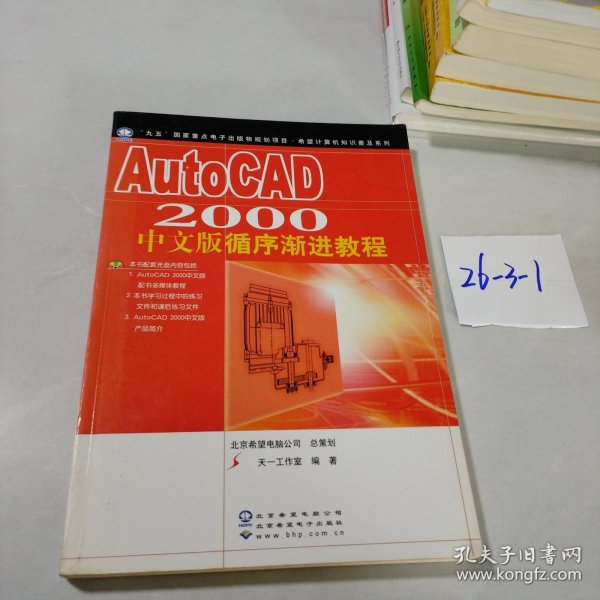 "九五"国家重点电子出版物规划项目·希望计算机知识普及系列
AutoCAD
2000
中文版循序渐进教程
本书配套光盘内容包括:
1. AutoCAD 2000中文版
配书多媒体教程
2. 本书学习过程中的练习
文件和课后练习文件
3. AutoCAD 2000中文版
产品简介
北京希望电脑公司 总策划
天一工作室 编 著
HOPE
北京希望电脑公司
北京希望电子出版社
www.bhp.com.cn
26-3-1
孔夫子旧书网
www.kongfz.com